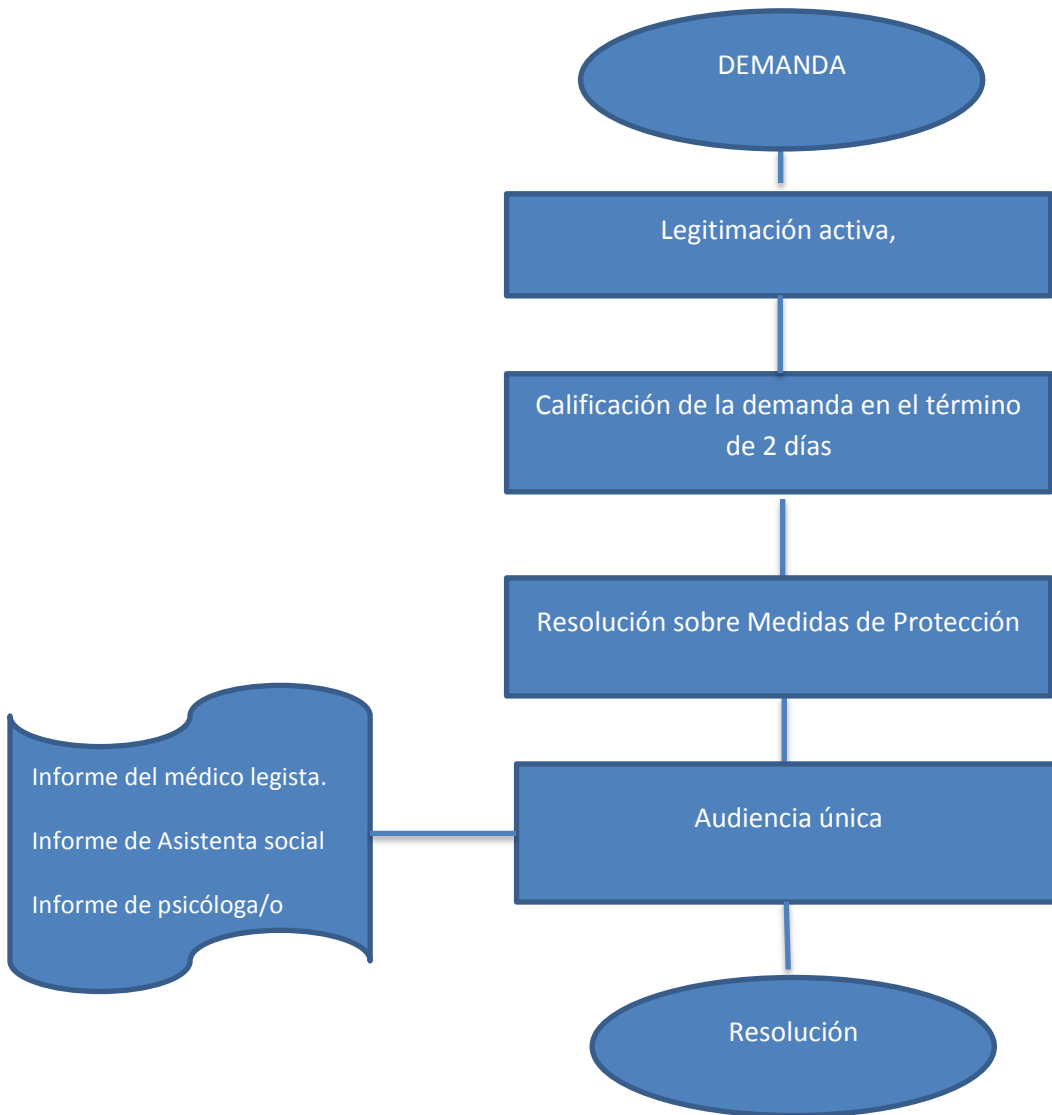 DEMANDA
Legitimación activa,
Calificación de la demanda en el término
de 2 días
Resolución sobre Medidas de Protección
Informe del médico legista.
Informe de Asistenta social
Informe de psicóloga/o
Audiencia única
Resolución